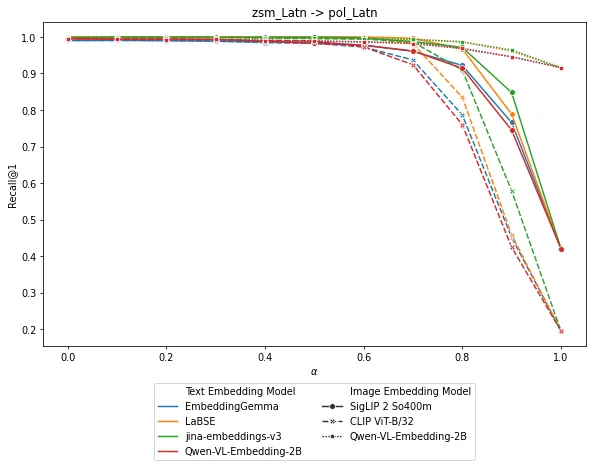 zsm_Latn -> pol_Latn
Recall@1
1.0
0.9
0.8
0.7
0.6
0.5
0.4
0.3
0.2
0.0 0.2 0.4 0.6 0.8 1.0
α
Text Embedding Model Image Embedding Model
EmbeddingGemma SigLIP 2 So400m
LaBSE CLIP ViT-B/32
jina-embeddings-v3 Qwen-VL-Embedding-2B
Qwen-VL-Embedding-2B